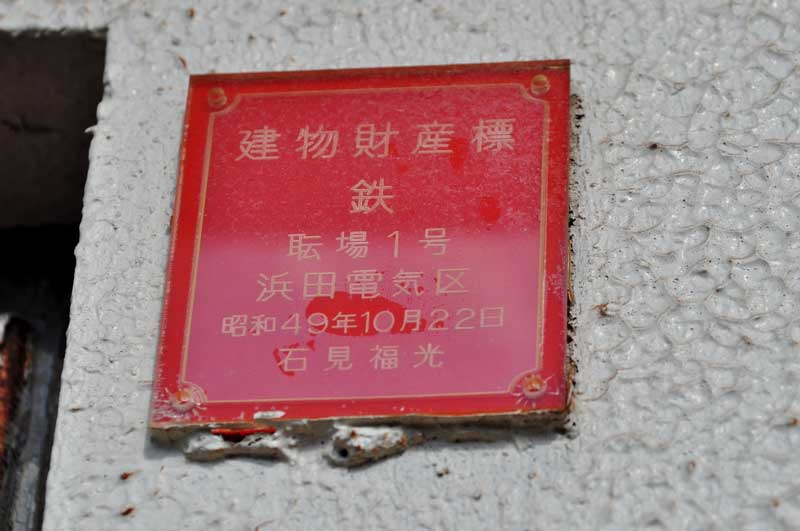 建物財産標
鉄
耺場1号
浜田電気区
昭和49年10月22日
石見福光